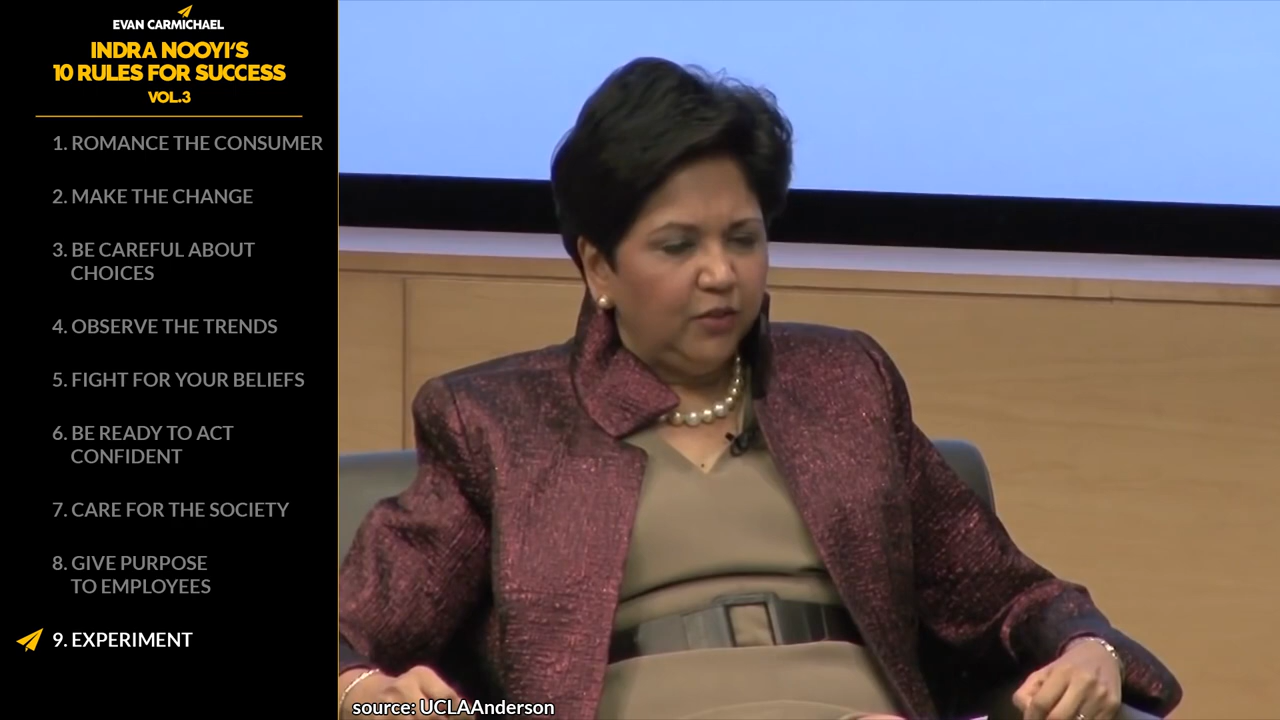 EVAN CARMICHAEL
INDRA NOOYI'S
10 RULES FOR SUCCESS
VOL.3
1. ROMANCE THE CONSUMER
2. MAKE THE CHANGE
3. BE CAREFUL ABOUT
CHOICES
4. OBSERVE THE TRENDS
5. FIGHT FOR YOUR BELIEFS
6. BE READY TO ACT
CONFIDENT
7. CARE FOR THE SOCIETY
8. GIVE PURPOSE
TO EMPLOYEES
9. EXPERIMENT
source: UCLAAnderson